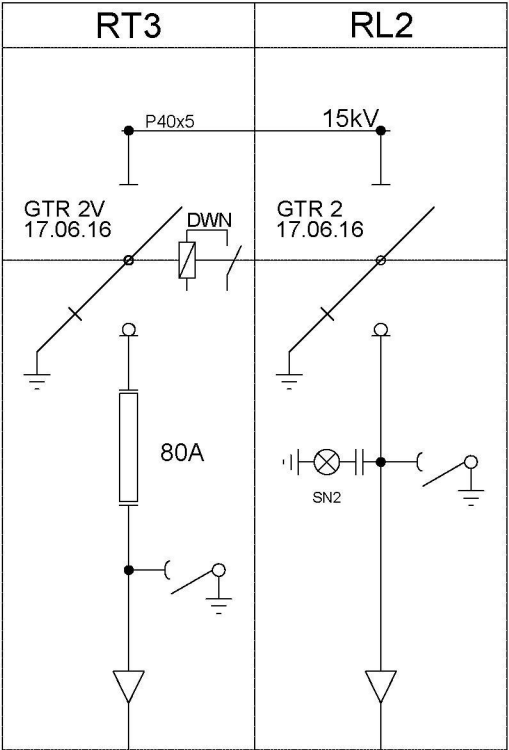 RT3
RL2
P40x5
15kV
GTR 2V
17.06.16
DWN
GTR 2
17.06.16
80A
SN2